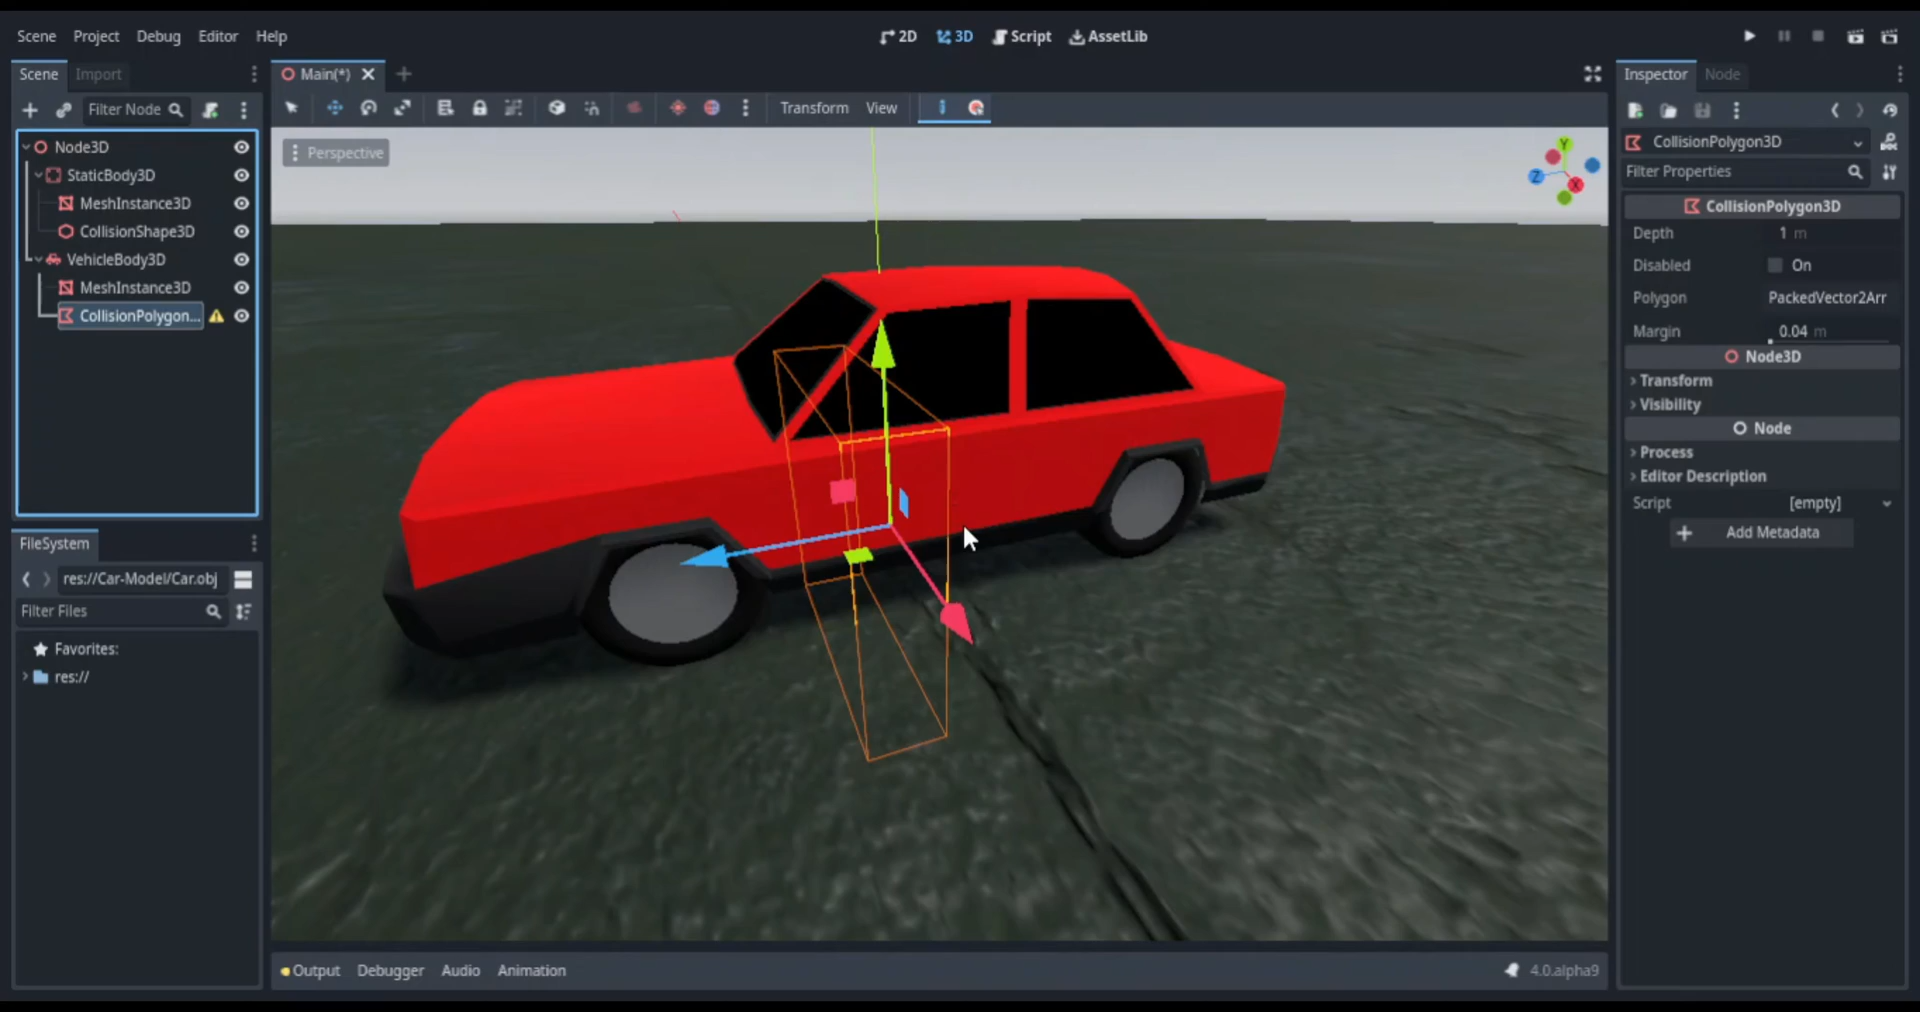 Scene Project Debug Editor Help
2D 3D Script AssetLib
Scene Import
Filter Node
Node3D
StaticBody3D
MeshInstance3D
CollisionShape3D
VehicleBody3D
MeshInstance3D
CollisionPolygon...
FileSystem
res://Car-Model/Car.obj
Filter Files
Favorites:
res://
Main(*)
Transform View
Perspective
Y
Z
X
Output Debugger Audio Animation
4.0.alpha9
Inspector Node
CollisionPolygon3D
Filter Properties
CollisionPolygon3D
Depth 1 m
Disabled On
Polygon PackedVector2Arr
Margin 0.04 m
Node3D
Transform
Visibility
Node
Process
Editor Description
Script [empty]
Add Metadata